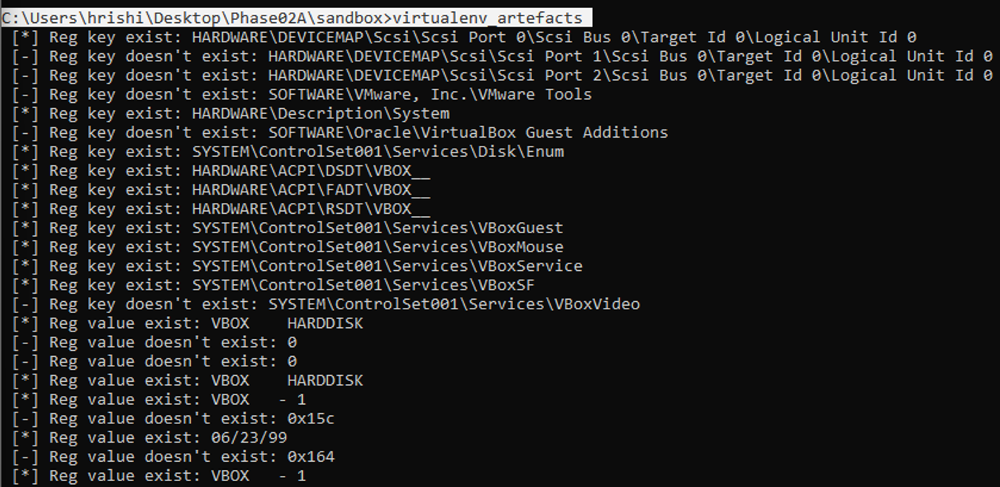 C:\Users\hrishi\Desktop\Phase02A\sandbox>virtualenv_artefacts
[*] Reg key exist: HARDWARE\DEVICEMAP\Scsi\Scsi Port 0\Scsi Bus 0\Target Id 0\Logical Unit Id 0
[-] Reg key doesn't exist: HARDWARE\DEVICEMAP\Scsi\Scsi Port 1\Scsi Bus 0\Target Id 0\Logical Unit Id 0
[-] Reg key doesn't exist: HARDWARE\DEVICEMAP\Scsi\Scsi Port 2\Scsi Bus 0\Target Id 0\Logical Unit Id 0
[-] Reg key doesn't exist: SOFTWARE\VMware, Inc.\VMware Tools
[*] Reg key exist: HARDWARE\Description\System
[-] Reg key doesn't exist: SOFTWARE\Oracle\VirtualBox Guest Additions
[*] Reg key exist: SYSTEM\ControlSet001\Services\Disk\Enum
[*] Reg key exist: HARDWARE\ACPI\DSDT\VBOX__
[*] Reg key exist: HARDWARE\ACPI\FADT\VBOX__
[*] Reg key exist: HARDWARE\ACPI\RSDT\VBOX__
[*] Reg key exist: SYSTEM\ControlSet001\Services\VBoxGuest
[*] Reg key exist: SYSTEM\ControlSet001\Services\VBoxMouse
[*] Reg key exist: SYSTEM\ControlSet001\Services\VBoxService
[*] Reg key exist: SYSTEM\ControlSet001\Services\VBoxSF
[-] Reg key doesn't exist: SYSTEM\ControlSet001\Services\VBoxVideo
[*] Reg value exist: VBOX    HARDDISK
[-] Reg value doesn't exist: 0
[-] Reg value doesn't exist: 0
[*] Reg value exist: VBOX    HARDDISK
[*] Reg value exist: VBOX   - 1
[-] Reg value doesn't exist: 0x15c
[*] Reg value exist: 06/23/99
[-] Reg value doesn't exist: 0x164
[*] Reg value exist: VBOX   - 1